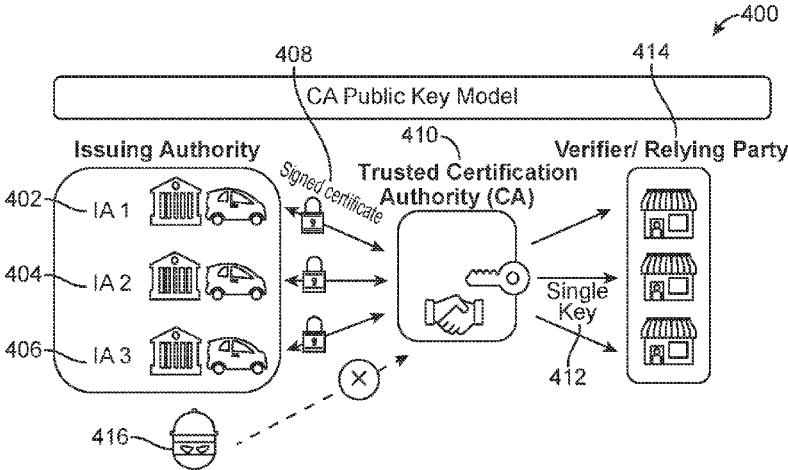 400
408
414
CA Public Key Model
410
Issuing Authority
Trusted Certification
Authority (CA)
Verifier/ Relying Party
Signed certificate
402
IA 1
404
IA 2
406
IA 3
Single
Key
412
416